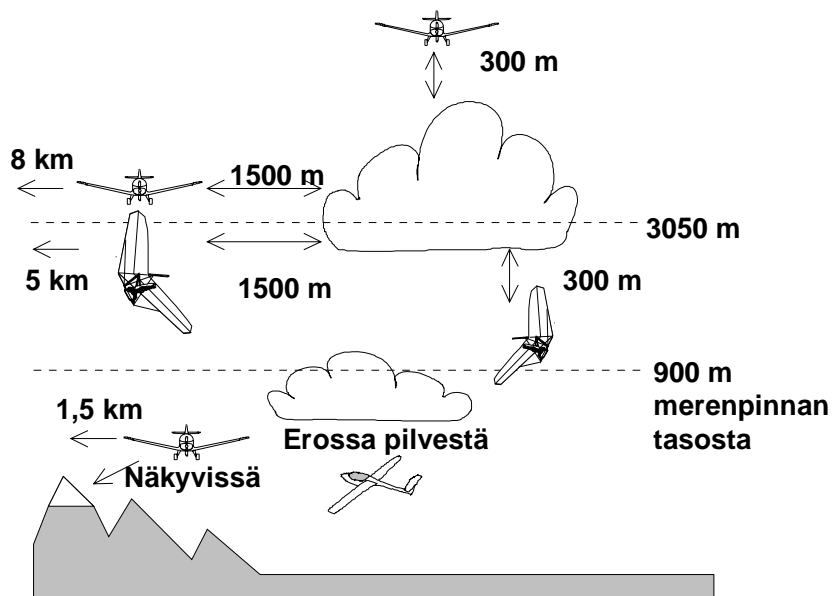 300 m
8 km
1500 m
3050 m
5 km
1500 m
300 m
900 m
merenpinnan
tasosta
1,5 km
Erossa pilvestä
Näkyvissä